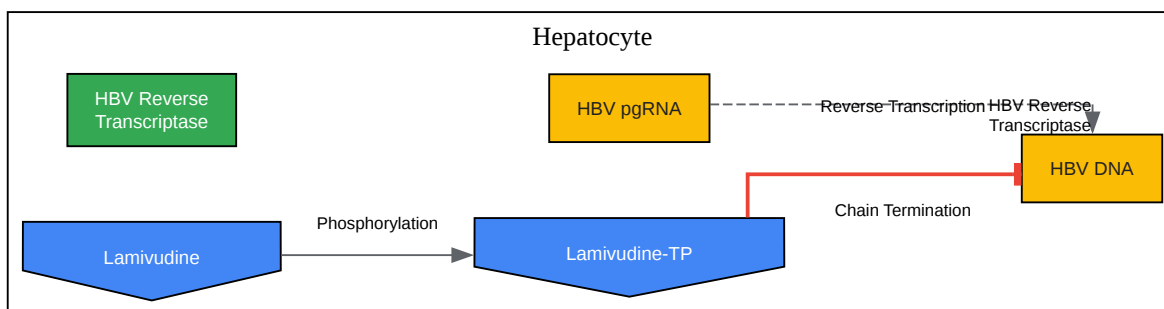 Hepatocyte
HBV Reverse
Transcriptase
HBV pgRNA
Reverse Transcription HBV Reverse
Transcriptase
HBV DNA
Chain Termination
Phosphorylation
Lamivudine
Lamivudine-TP